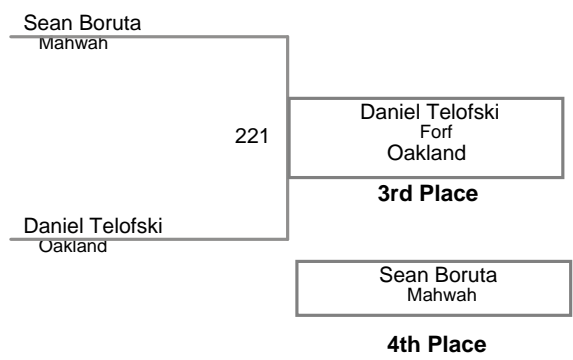 Sean Boruta
Mahwah
221
Daniel Telofski
Forf
Oakland
3rd Place
Daniel Telofski
Oakland
Sean Boruta
Mahwah
4th Place